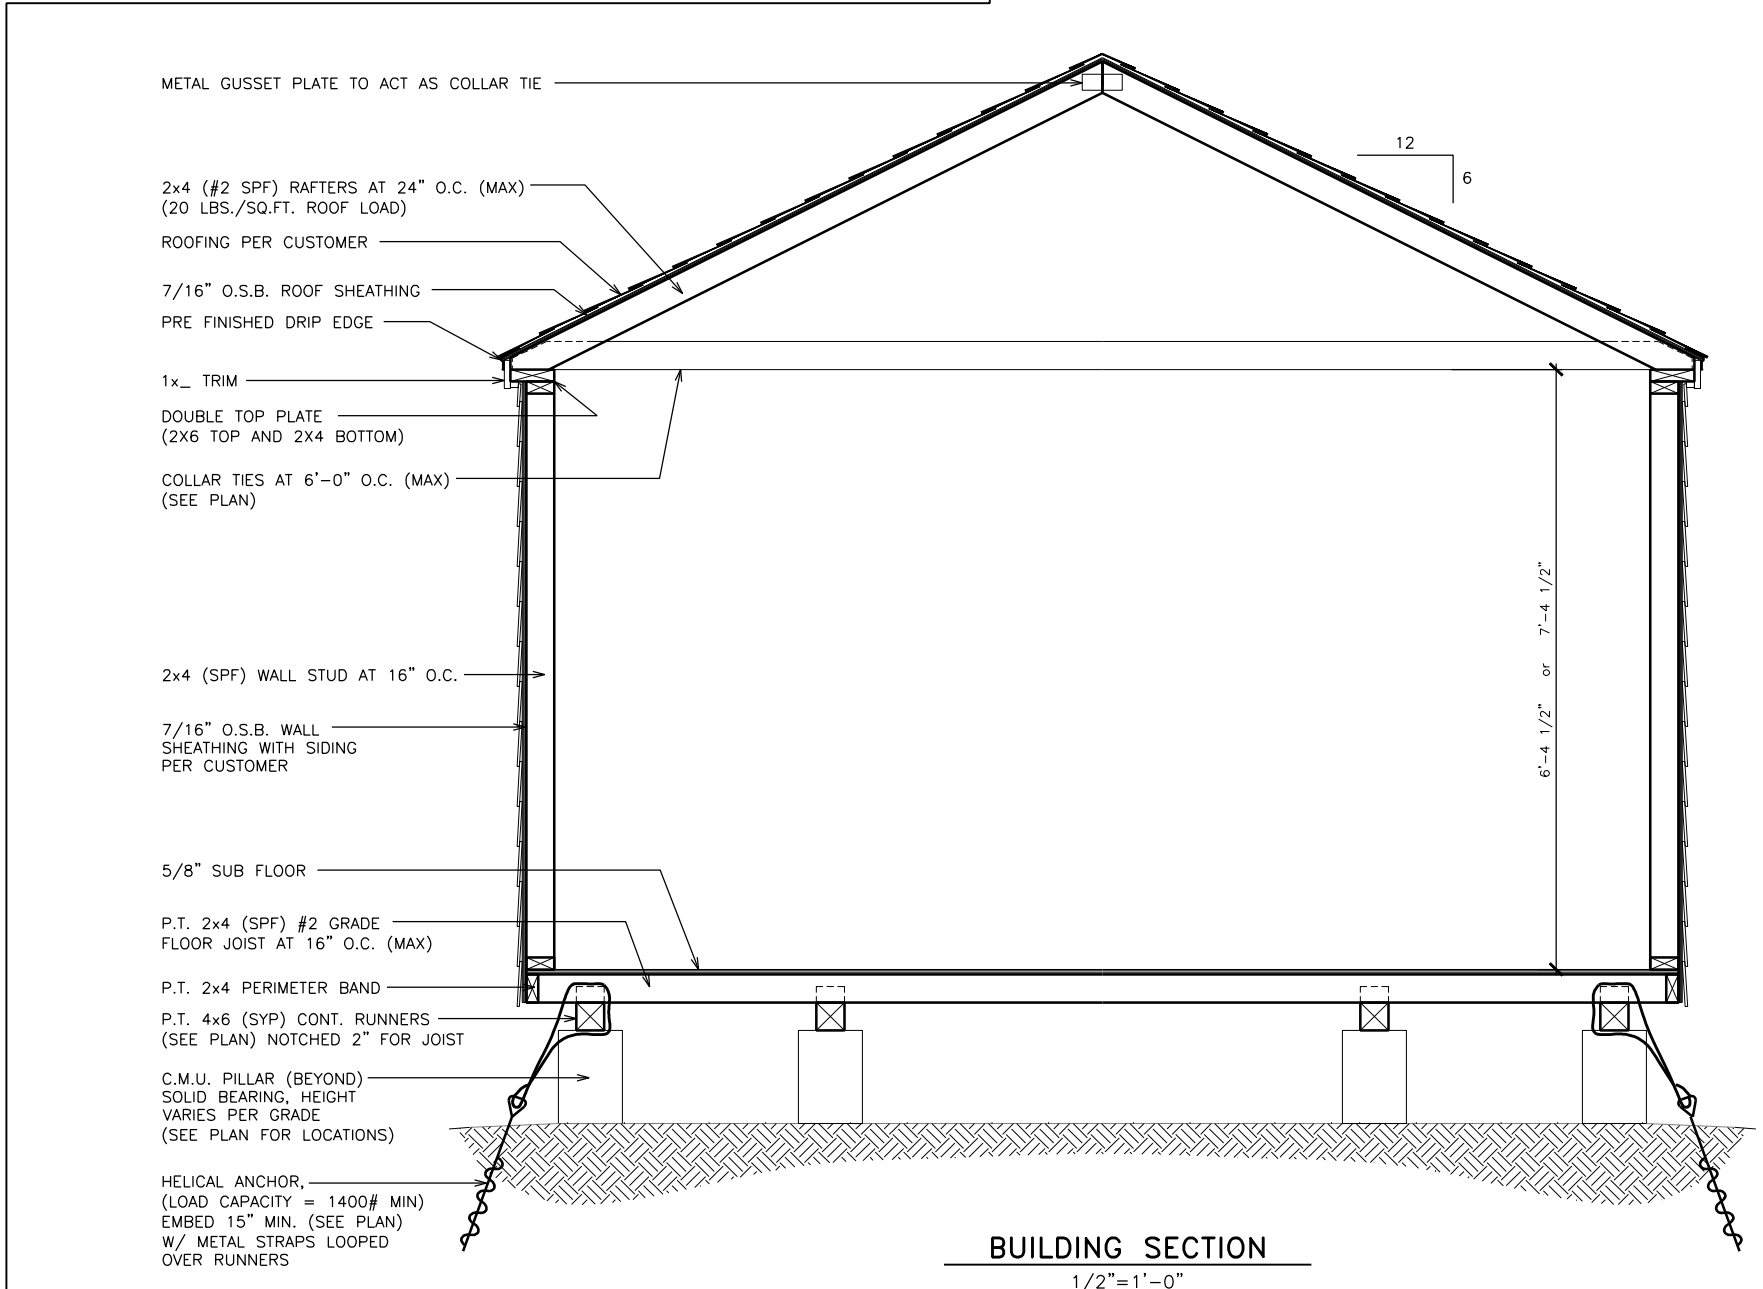 METAL GUSSET PLATE TO ACT AS COLLAR TIE
12
6
2x4 (#2 SPF) RAFTERS AT 24" O.C. (MAX)
(20 LBS./SQ.FT. ROOF LOAD)
ROOFING PER CUSTOMER
7/16" O.S.B. ROOF SHEATHING
PRE FINISHED DRIP EDGE
1x_ TRIM
DOUBLE TOP PLATE
(2X6 TOP AND 2X4 BOTTOM)
COLLAR TIES AT 6'-0" O.C. (MAX)
(SEE PLAN)
6'-4 1/2" or 7'-4 1/2"
2x4 (SPF) WALL STUD AT 16" O.C.
7/16" O.S.B. WALL
SHEATHING WITH SIDING
PER CUSTOMER
5/8" SUB FLOOR
P.T. 2x4 (SPF) #2 GRADE
FLOOR JOIST AT 16" O.C. (MAX)
P.T. 2x4 PERIMETER BAND
P.T. 4x6 (SYP) CONT. RUNNERS
(SEE PLAN) NOTCHED 2" FOR JOIST
C.M.U. PILLAR (BEYOND)
SOLID BEARING, HEIGHT
VARIES PER GRADE
(SEE PLAN FOR LOCATIONS)
HELICAL ANCHOR,
(LOAD CAPACITY = 1400# MIN)
EMBED 15" MIN. (SEE PLAN)
W/ METAL STRAPS LOOPED
OVER RUNNERS
BUILDING SECTION
1/2"=1'-0"